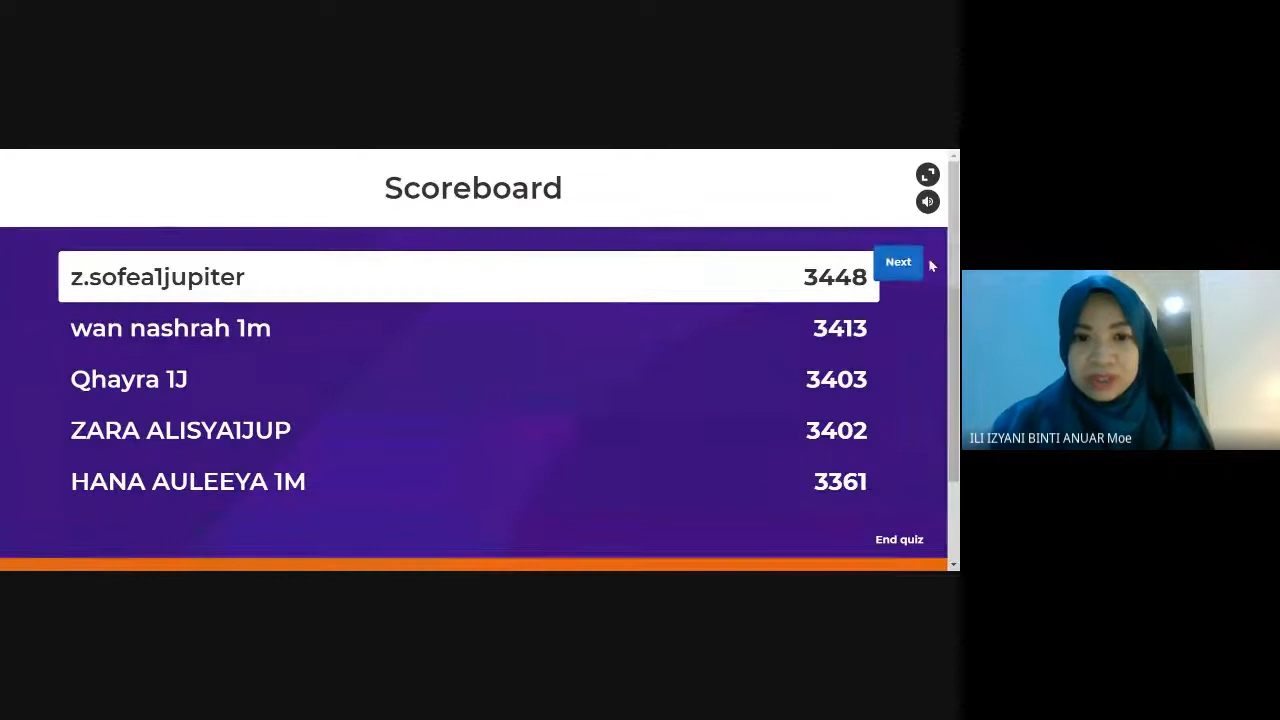 Scoreboard
z.sofea1jupiter 3448
Next
wan nashrah 1m 3413
Qhayra 1J 3403
ZARA ALISYA1JUP 3402
HANA AULEEYA 1M 3361
End quiz
ILI IZYANI BINTI ANUAR Moe